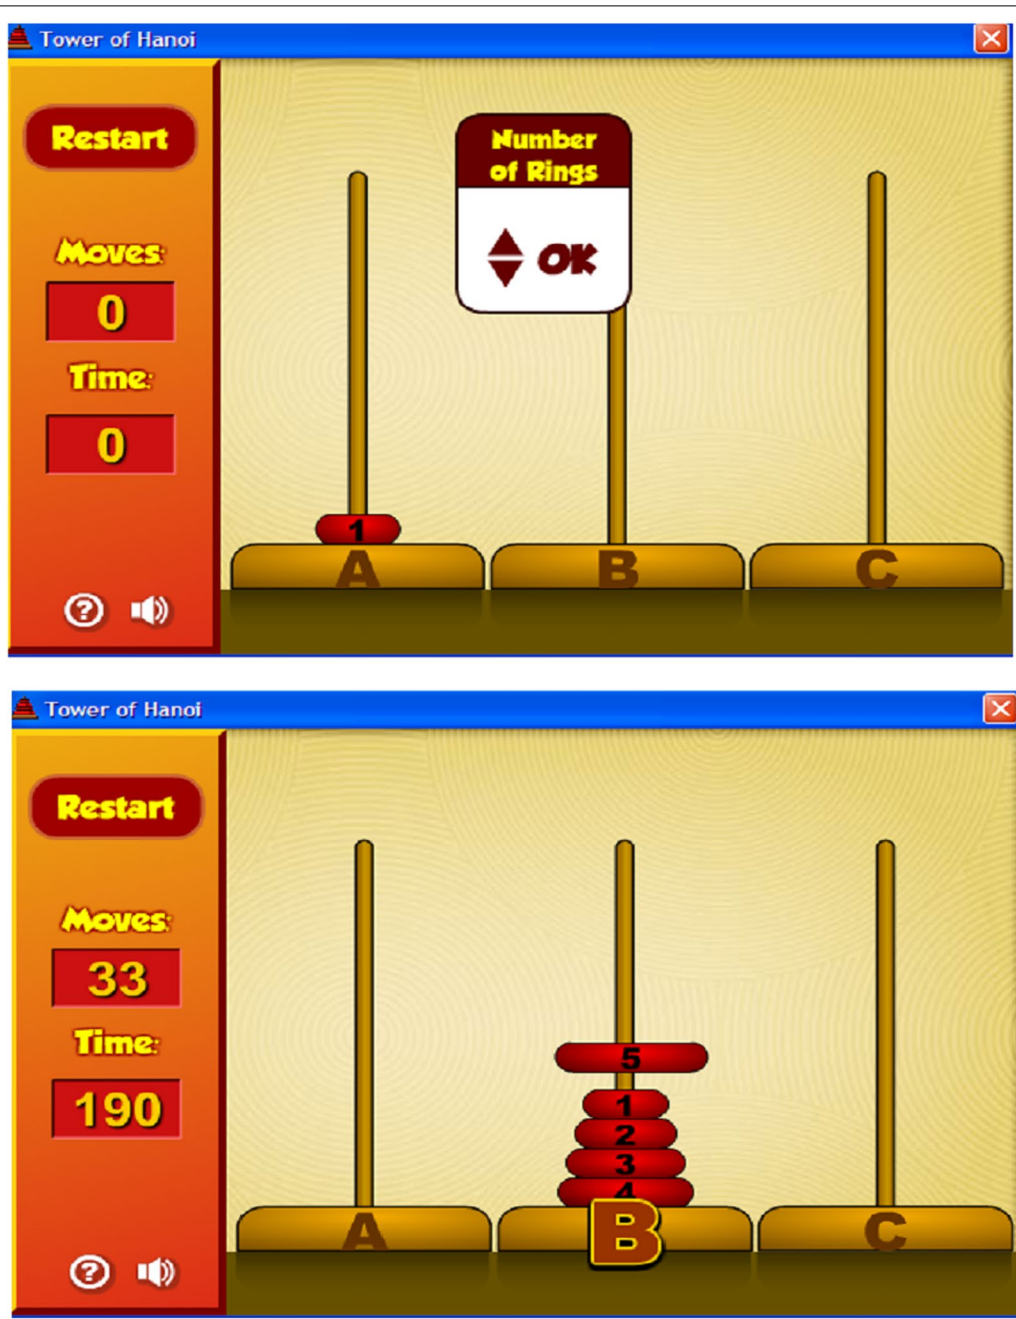 Tower of Hanoi
Restart
Number
of Rings
OK
Moves:
0
Time:
0
1
A B C
?
Tower of Hanoi
Restart
Moves:
33
Time:
190
5
1
2
3
4
A B C
?